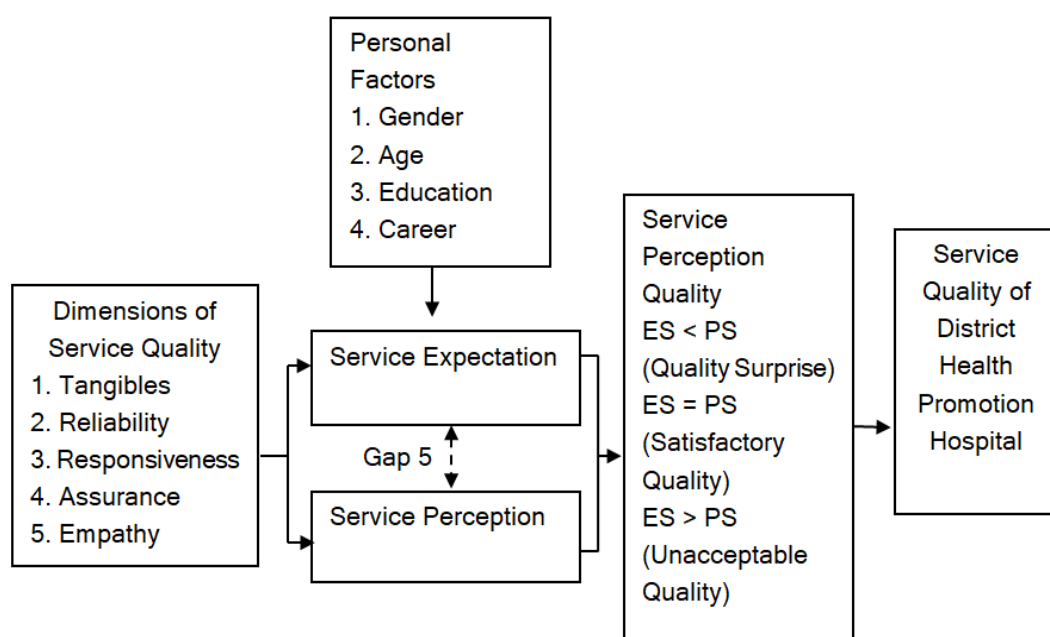 Personal
Factors
1. Gender
2. Age
3. Education
4. Career
Dimensions of
Service Quality
1. Tangibles
2. Reliability
3. Responsiveness
4. Assurance
5. Empathy
Service Expectation
Gap 5
Service Perception
Service
Perception
Quality
ES < PS
(Quality Surprise)
ES = PS
(Satisfactory
Quality)
ES > PS
(Unacceptable
Quality)
Service
Quality of
District
Health
Promotion
Hospital